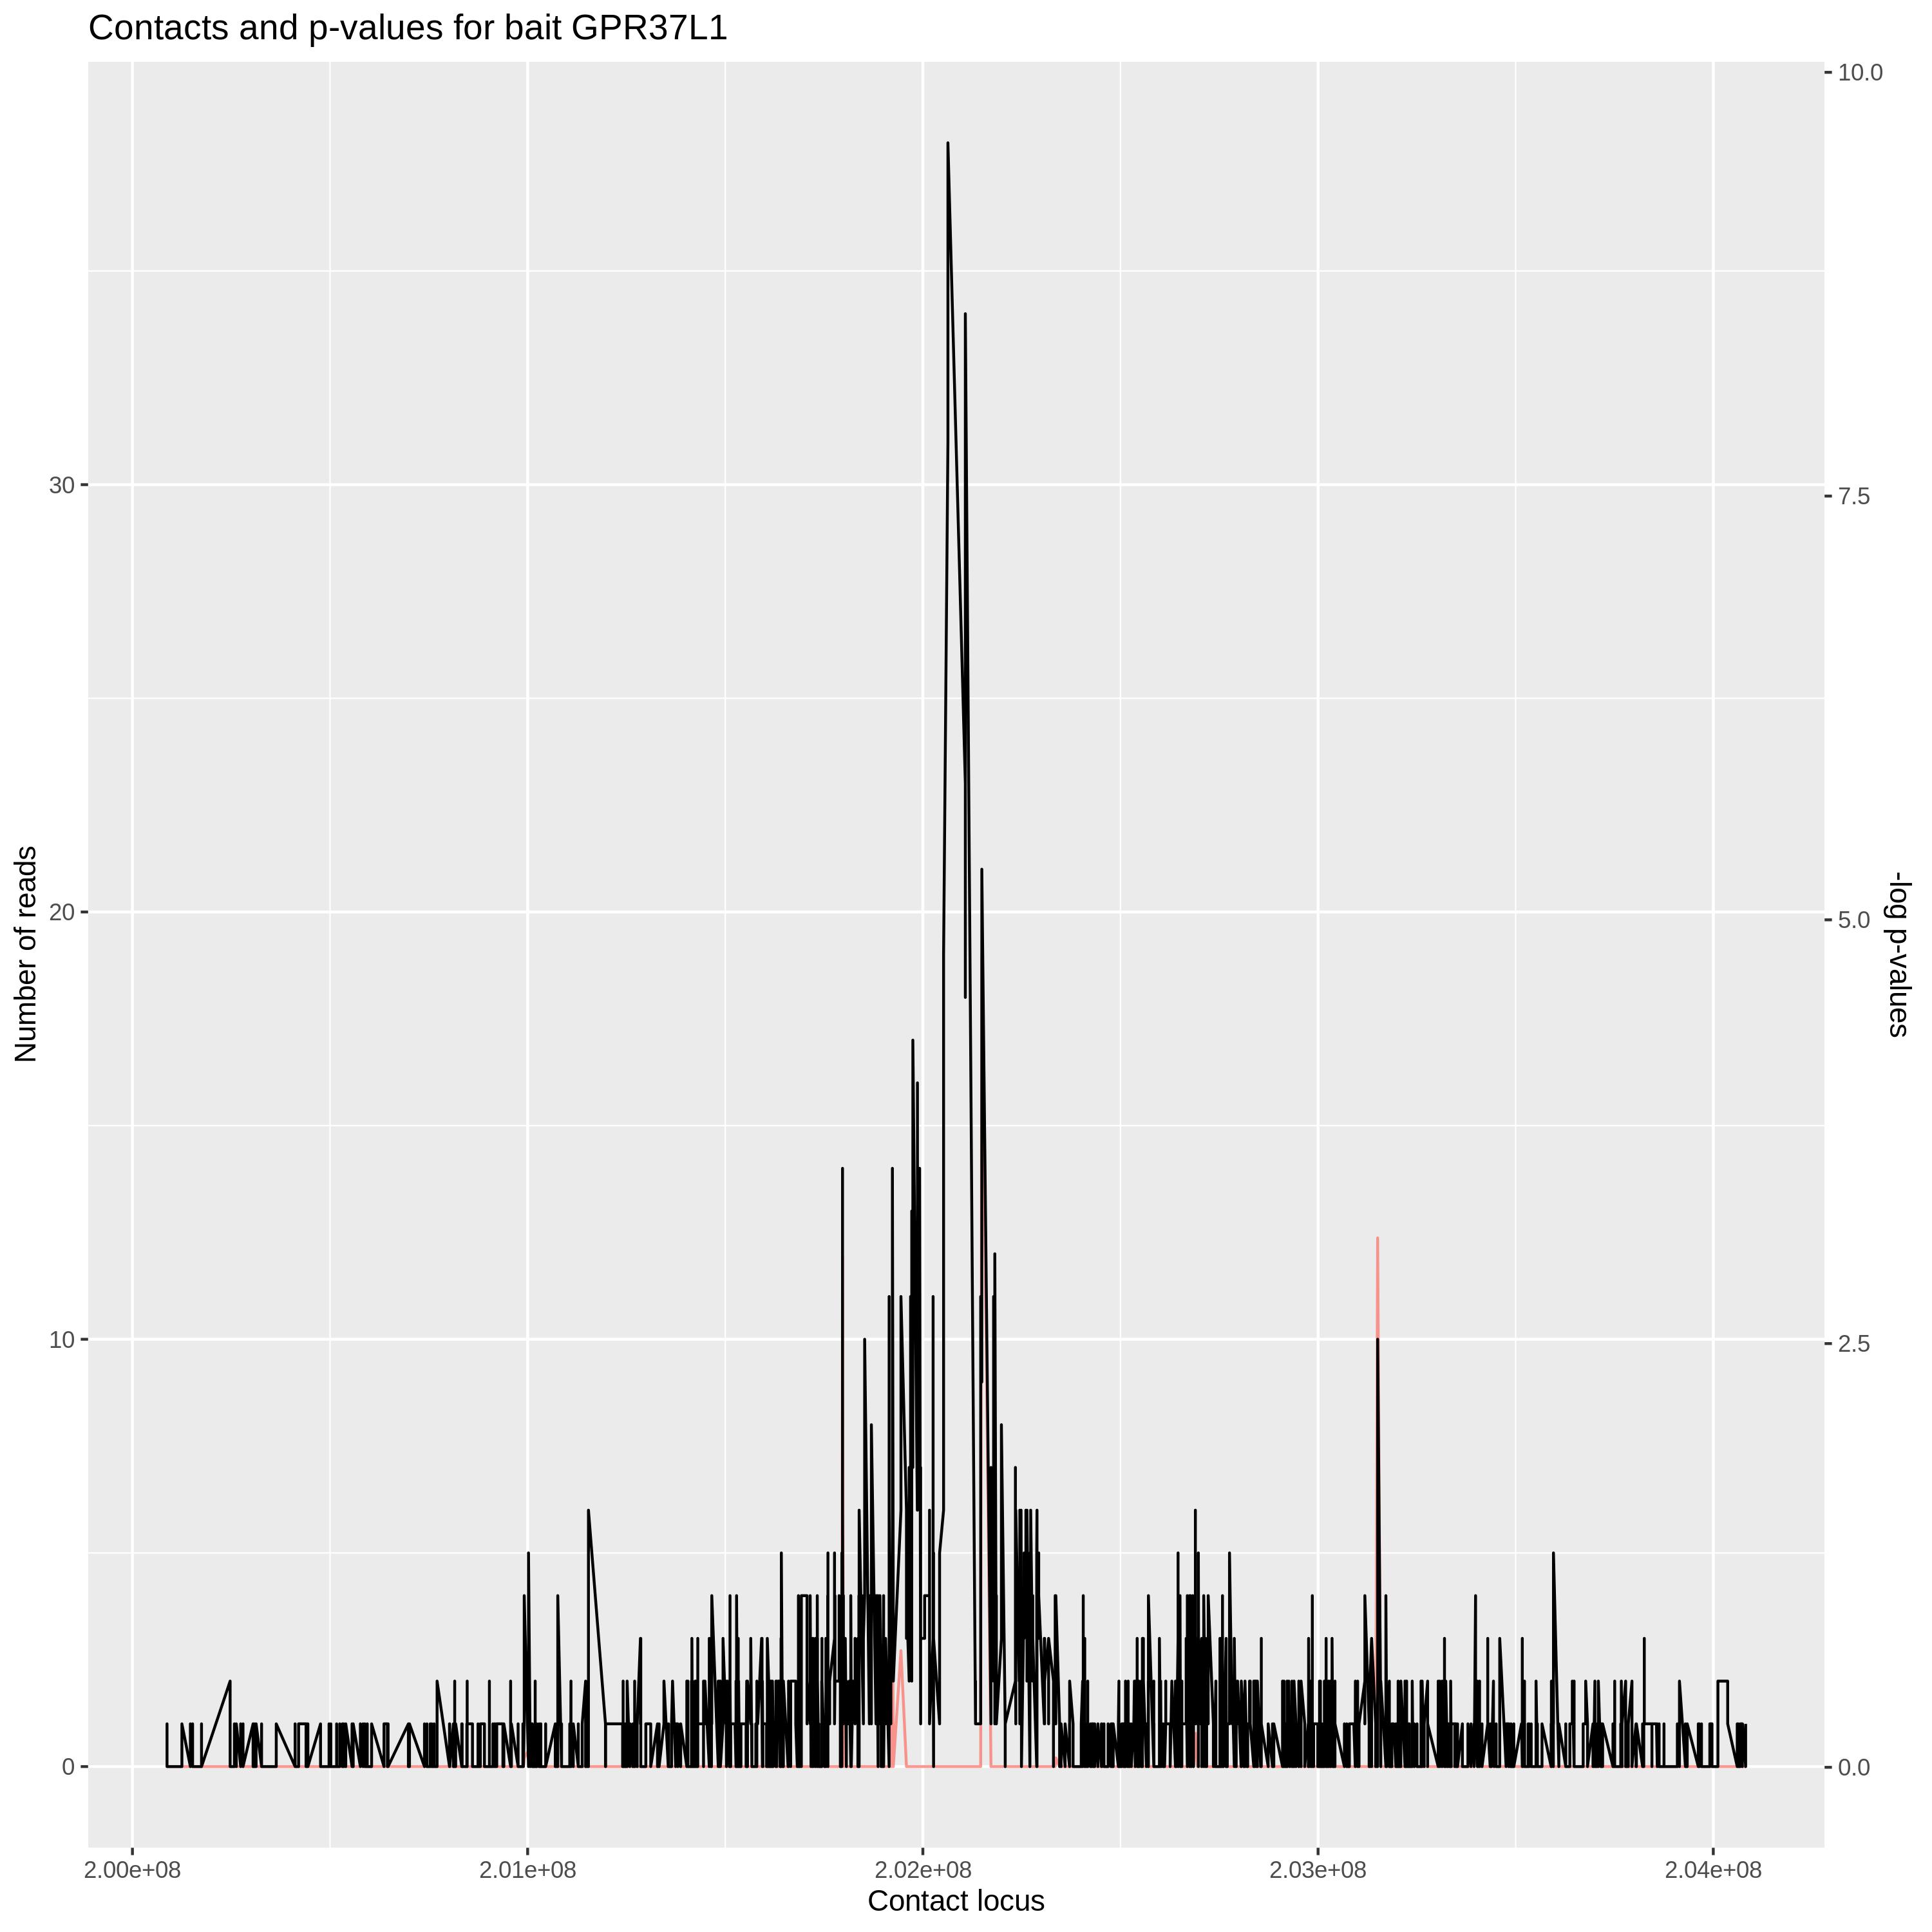 Contacts and p-values for bait GPR37L1
Number of reads
30
20
10
0
10.0
7.5
5.0
2.5
0.0
-log p-values
2.00e+08 2.01e+08 2.02e+08 2.03e+08 2.04e+08
Contact locus